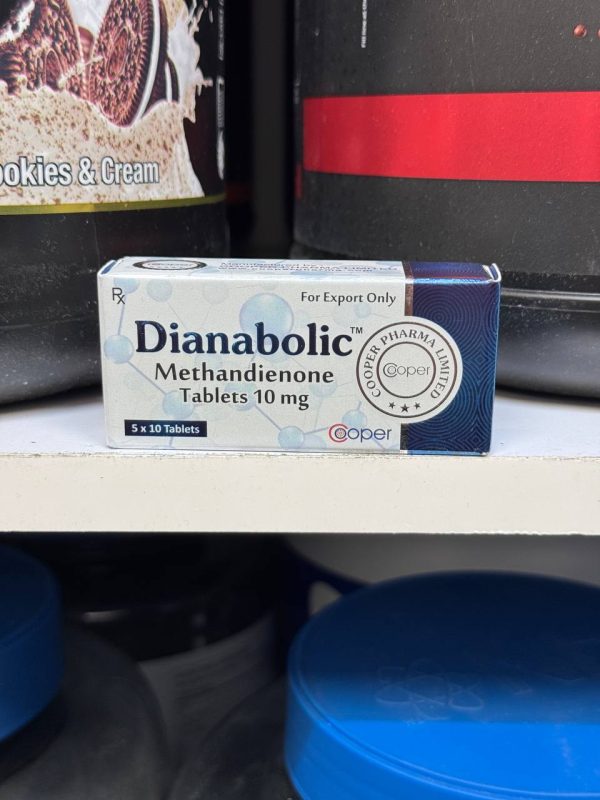 ookies & Cream
Rx
For Export Only
Dianabolic™
Methandienone
Tablets 10 mg
5 x 10 Tablets
COOPER PHARMA LIMITED
Cooper
Cooper